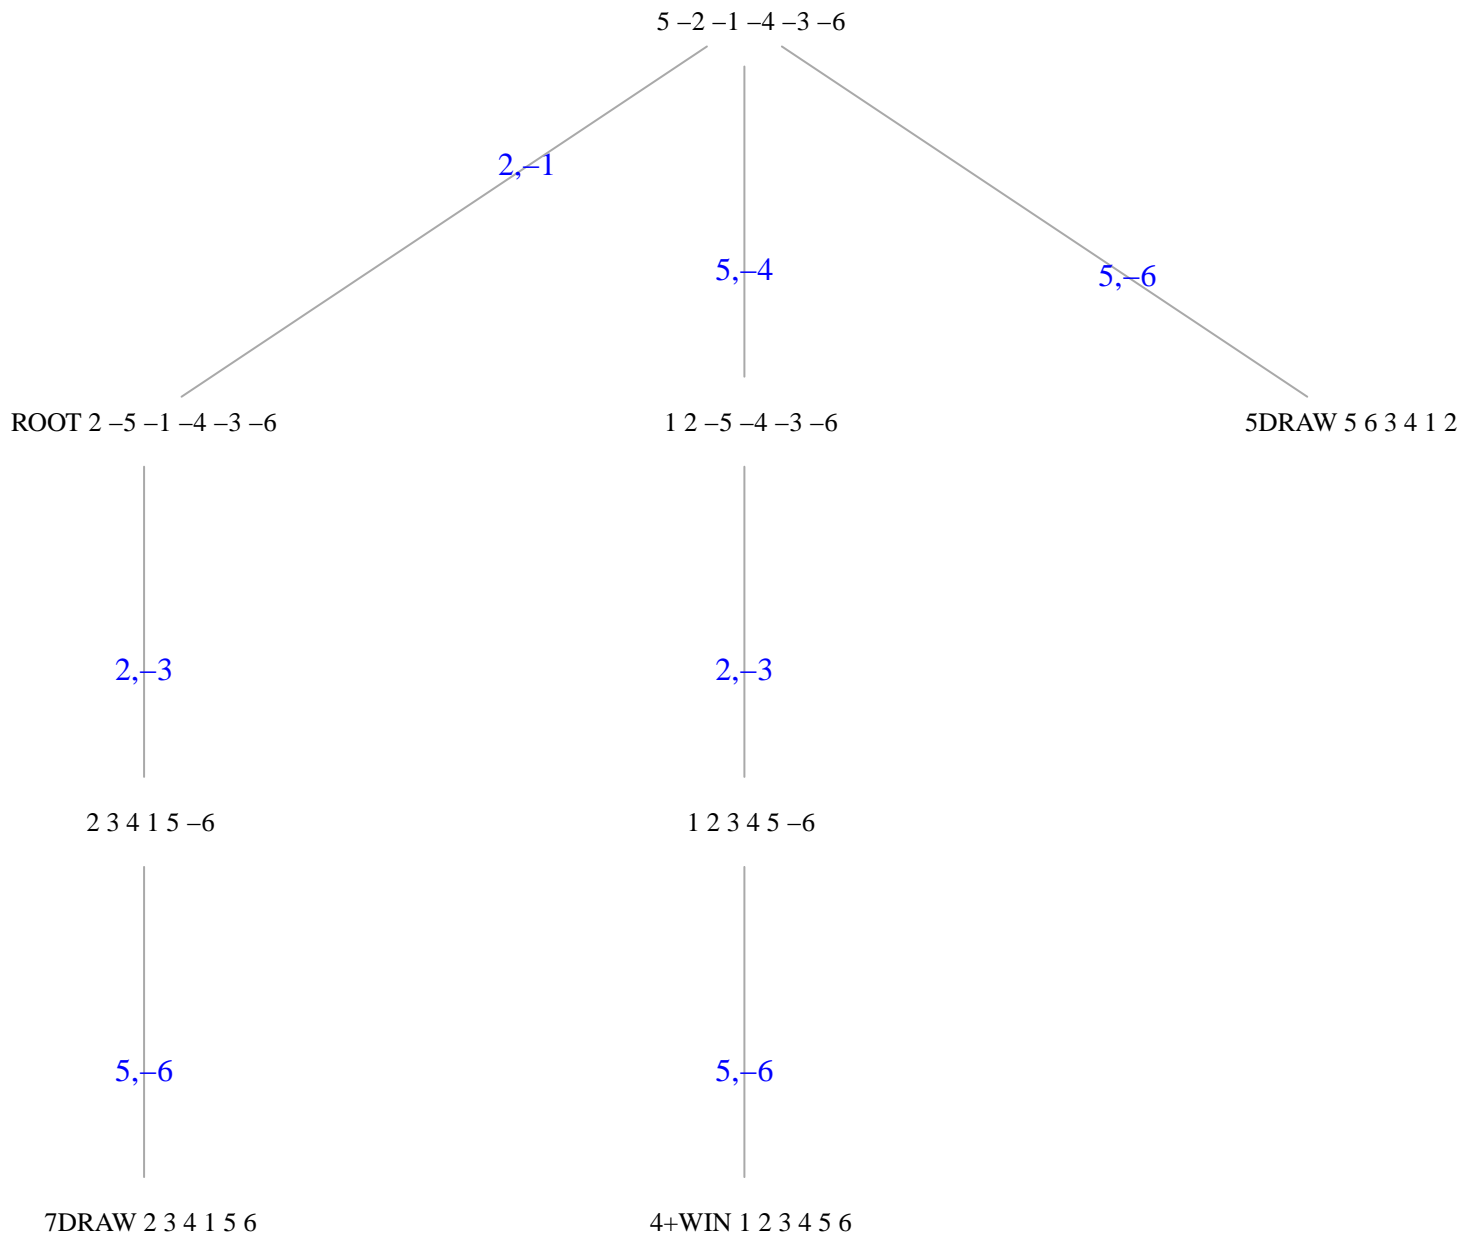 5 –2 –1 –4 –3 –6
2,–1
5,–4
5,–6
ROOT 2 –5 –1 –4 –3 –6
1 2 –5 –4 –3 –6
5DRAW 5 6 3 4 1 2
2,–3
2,–3
2 3 4 1 5 –6
1 2 3 4 5 –6
5,–6
5,–6
7DRAW 2 3 4 1 5 6
4+WIN 1 2 3 4 5 6